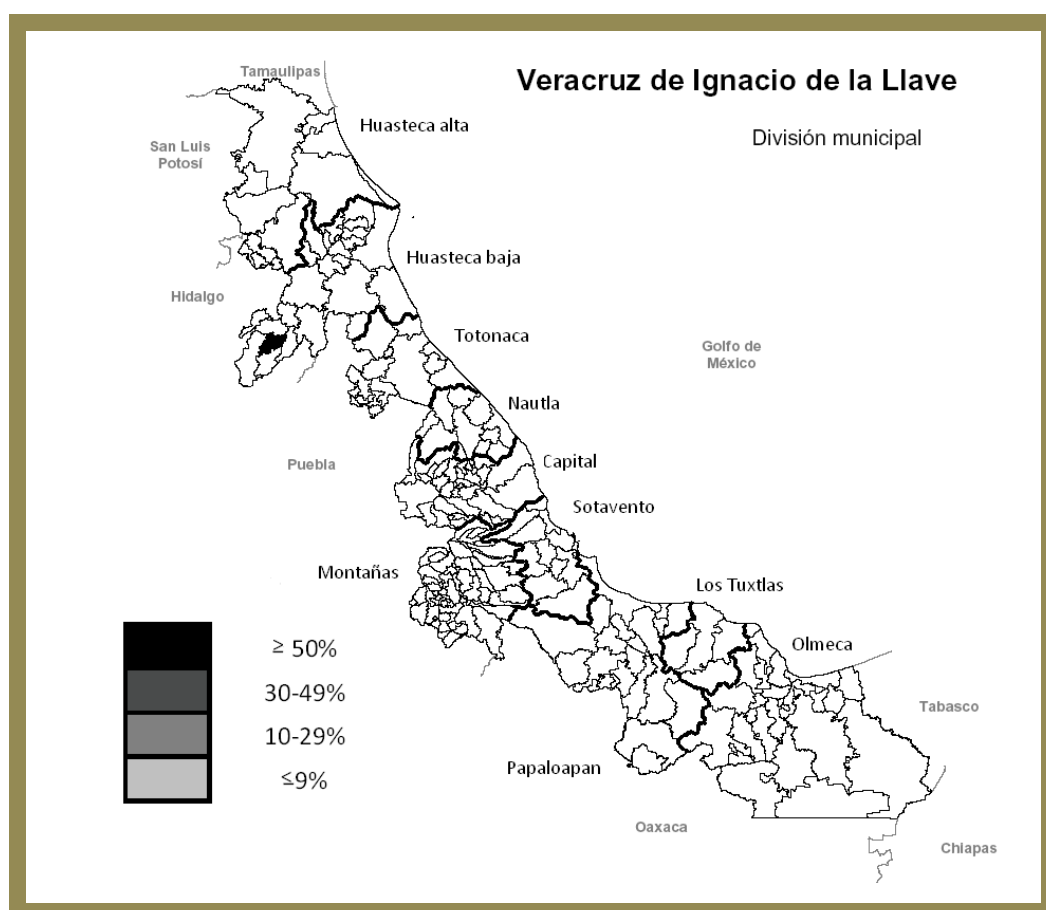 Tamaulipas
Veracruz de Ignacio de la Llave
Huasteca alta
División municipal
San Luis
Potosí
Huasteca baja
Hidalgo
Totonaca
Golfo de
México
Nautla
Puebla
Capital
Sotavento
Montañas
Los Tuxtlas
Olmeca
≥ 50%
30-49%
10-29%
≤9%
Tabasco
Papaloapan
Oaxaca
Chiapas